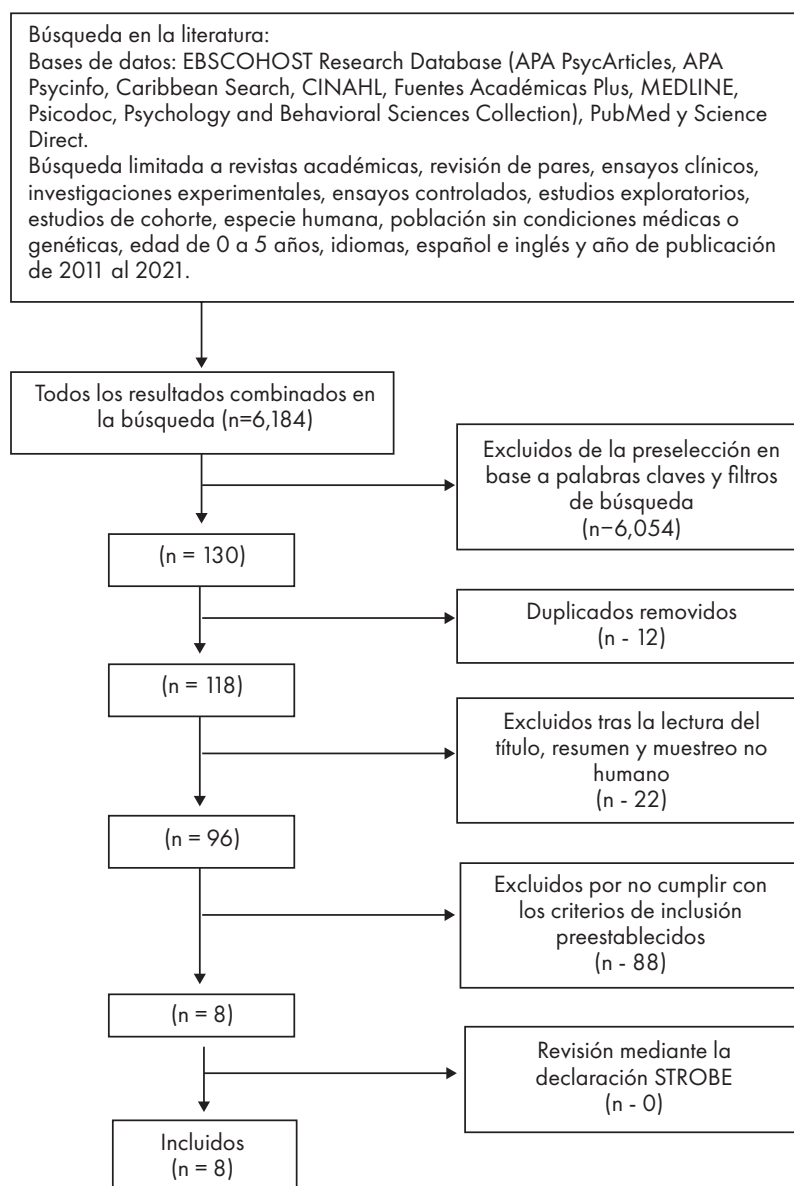 Búsqueda en la literatura:
Bases de datos: EBSCOHOST Research Database (APA PsycArticles, APA
Psycinfo, Caribbean Search, CINAHL, Fuentes Académicas Plus, MEDLINE,
Psicodoc, Psychology and Behavioral Sciences Collection), PubMed y Science
Direct.
Búsqueda limitada a revistas académicas, revisión de pares, ensayos clínicos,
investigaciones experimentales, ensayos controlados, estudios exploratorios,
estudios de cohorte, especie humana, población sin condiciones médicas o
genéticas, edad de 0 a 5 años, idiomas, español e inglés y año de publicación
de 2011 al 2021.
Todos los resultados combinados en
la búsqueda (n=6,184)
Excluidos de la preselección en
base a palabras claves y filtros
de búsqueda
(n−6,054)
(n = 130)
Duplicados removidos
(n - 12)
(n = 118)
Excluidos tras la lectura del
título, resumen y muestreo no
humano
(n - 22)
(n = 96)
Excluidos por no cumplir con
los criterios de inclusión
preestablecidos
(n - 88)
(n = 8)
Revisión mediante la
declaración STROBE
(n - 0)
Incluidos
(n = 8)